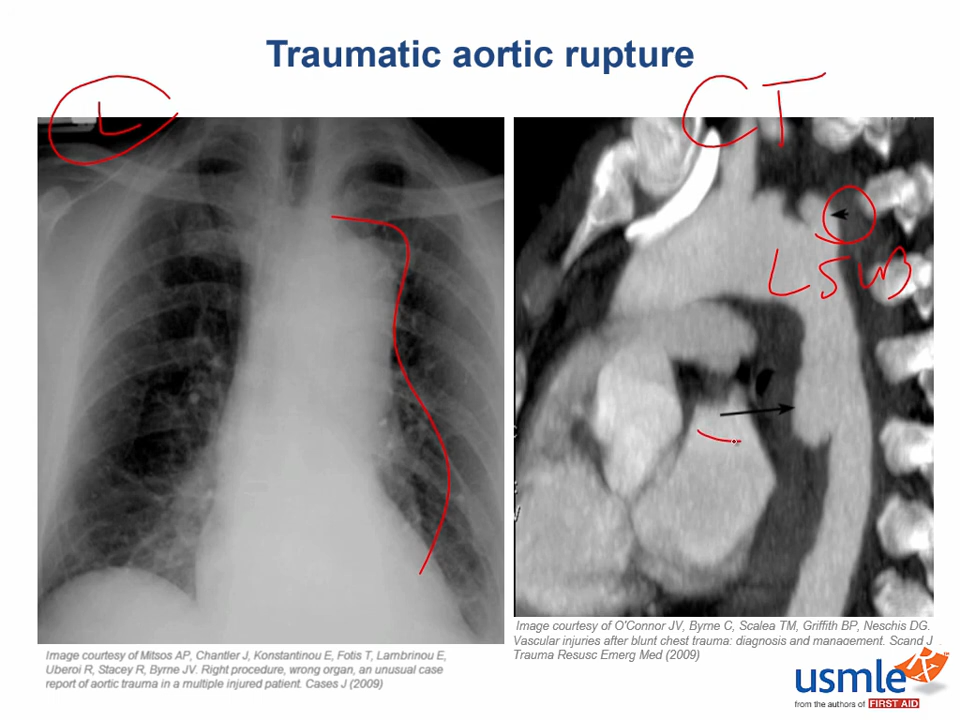 Traumatic aortic rupture
L
CT
LSWB
Image courtesy of Mitsos AP, Chantler J, Konstantinou E, Fotis T, Lambrinou E,
Uberoi R, Stacey R, Byrne JV. Right procedure, wrong organ, an unusual case
report of aortic trauma in a multiple injured patient. Cases J (2009)
Image courtesy of O'Connor JV, Byrne C, Scalea TM, Griffith BP, Neschis DG.
Vascular injuries after blunt chest trauma: diagnosis and management. Scand J
Trauma Resusc Emerg Med (2009)
usmle
from the authors of FIRST AID